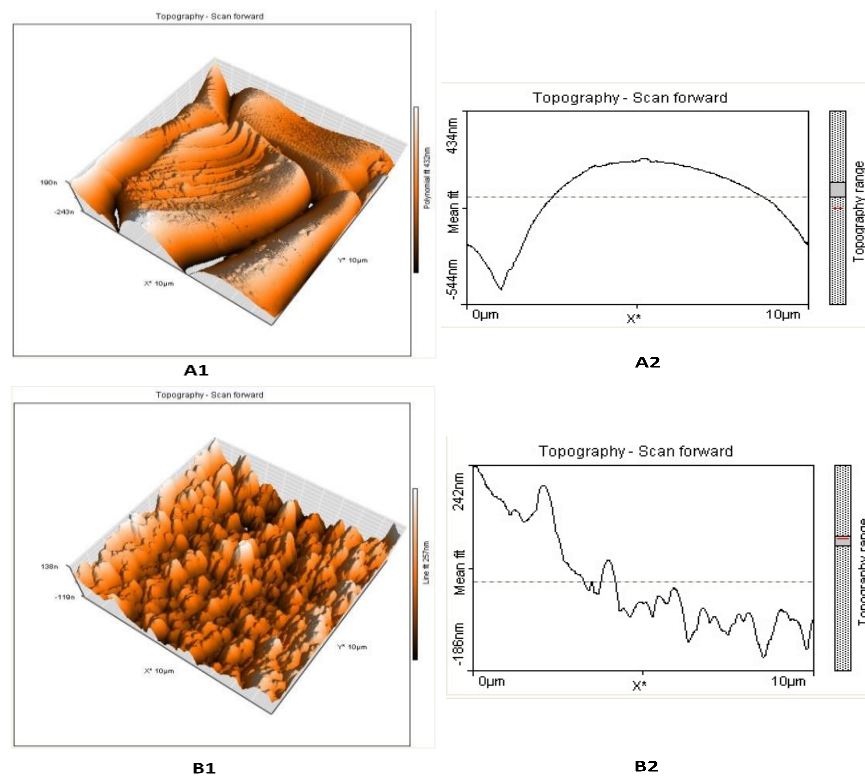 Topography - Scan forward
190n
-243n
X* 10µm
Y* 10µm
Polynomial fit 432nm
A1
Topography - Scan forward
434nm
Mean fit
-544nm
0µm
X*
10µm
Topography range
A2
Topography - Scan forward
138n
-119n
X* 10µm
Y* 10µm
Line fit 257nm
B1
Topography - Scan forward
242nm
Mean fit
-186nm
0µm
X*
10µm
Topography range
B2